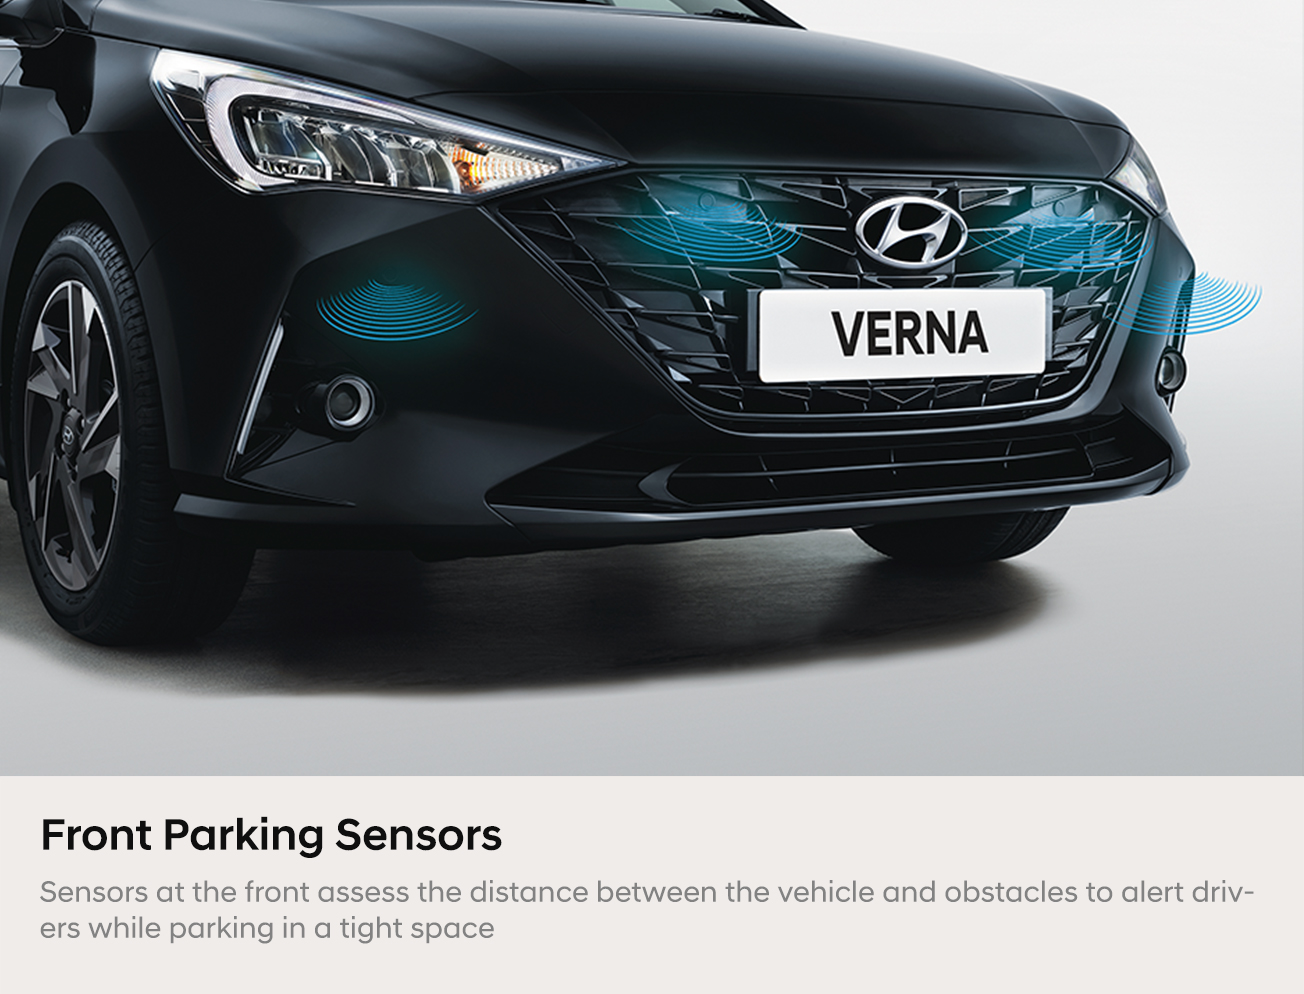 VERNA
Front Parking Sensors
Sensors at the front assess the distance between the vehicle and obstacles to alert driv-
ers while parking in a tight space